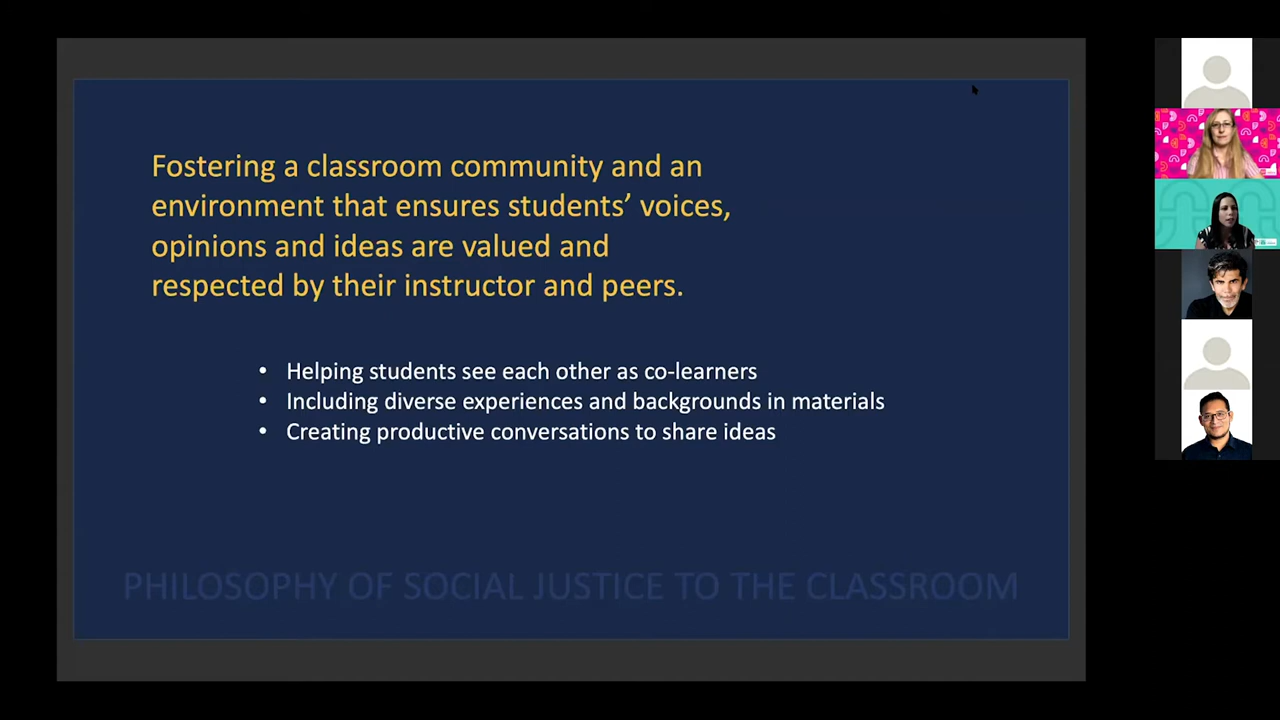 Fostering a classroom community and an
environment that ensures students’ voices,
opinions and ideas are valued and
respected by their instructor and peers.
• Helping students see each other as co-learners
• Including diverse experiences and backgrounds in materials
• Creating productive conversations to share ideas
PHILOSOPHY OF SOCIAL JUSTICE TO THE CLASSROOM